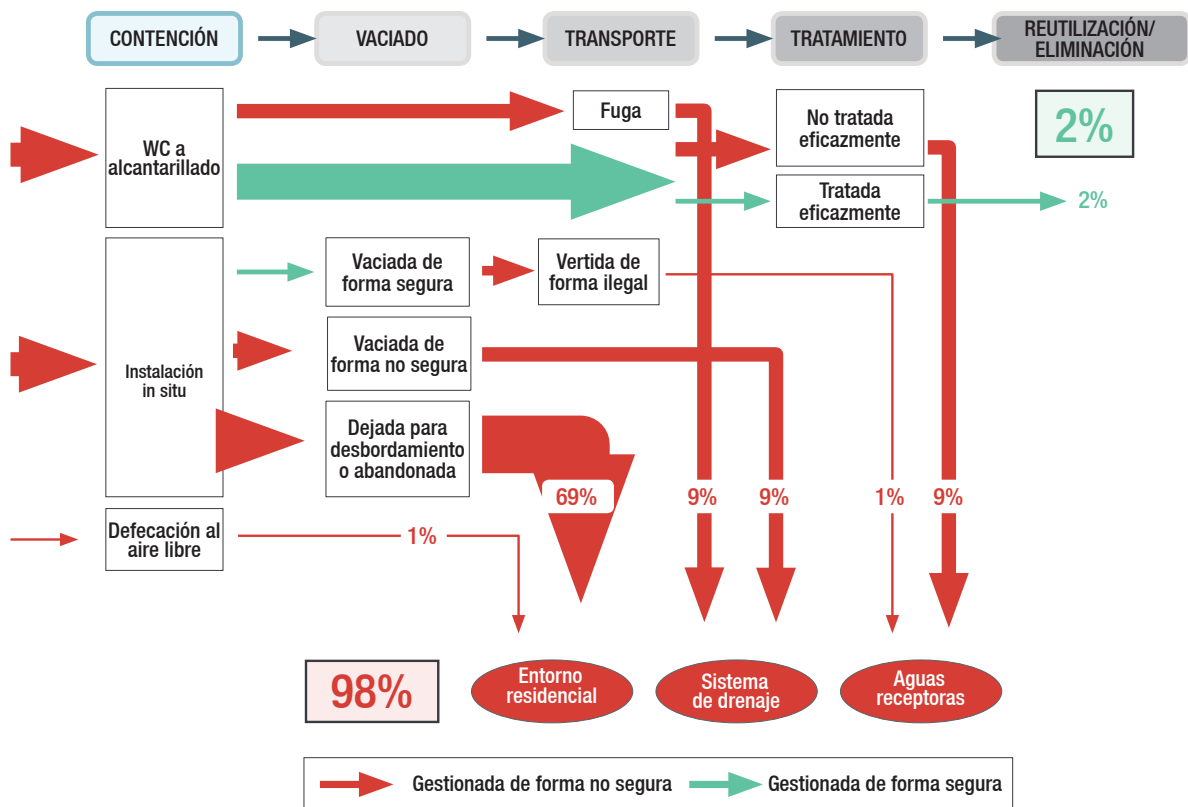 CONTENCIÓN
VACIADO
TRANSPORTE
TRATAMIENTO
REUTILIZACIÓN/
ELIMINACIÓN
WC a
alcantarillado
Fuga
No tratada
eficazmente
2%
Tratada
eficazmente
2%
Instalación
in situ
Vaciada de
forma segura
Vertida de
forma ilegal
Vaciada de
forma no segura
Dejada para
desbordamiento
o abandonada
69%
9%
9%
1%
9%
Defecación al
aire libre
1%
98%
Entorno
residencial
Sistema
de drenaje
Aguas
receptoras
Gestionada de forma no segura
Gestionada de forma segura